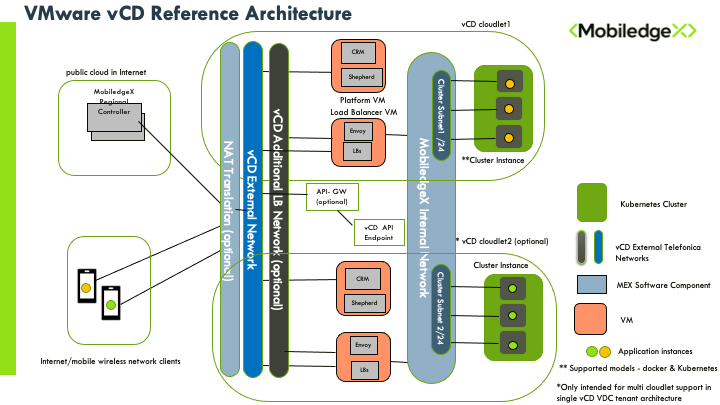 VMware vCD Reference Architecture
vCD cloudlet1
MobiledgeX
public cloud in Internet
MobiledgeX
Regional
Controller
CRM
Shepherd
Platform VM
Load Balancer VM
Envoy
LBs
NAT Translation (optional)
vCD External Network
vCD Additional LB Network (optional)
MobiledgeX Internal Network
Cluster Subnet1 /24
**Cluster Instance
API- GW
(optional)
vCD API
Endpoint
* vCD cloudlet2 (optional)
Cluster Instance
Cluster Subnet 2/24
CRM
Shepherd
Envoy
LBs
Internet/mobile wireless network clients
Kubernetes Cluster
vCD External Telefonica
Networks
MEX Software Component
VM
Application instances
** Supported models - docker & Kubernetes
*Only intended for multi cloudlet support in
single vCD VDC tenant architecture